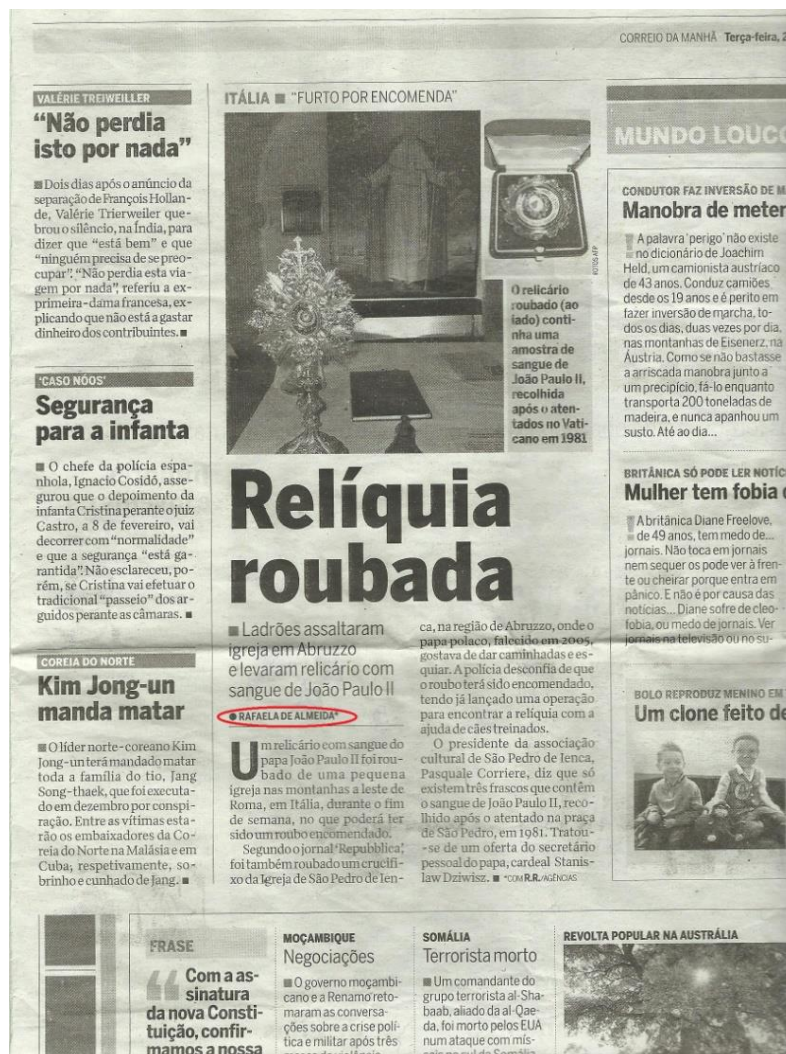 CORREIO DA MANHÃ Terça-feira, 2
VALÉRIE TREIWEILLER
“Não perdia
isto por nada”
■ Dois dias após o anúncio da
separação de François Hollan-
de, Valérie Trierweiler que-
brou o silêncio, na Índia, para
dizer que “está bem” e que
“ninguém precisa de se preo-
cupar”. “Não perdia esta via-
gem por nada”, referiu a ex-
primeira-dama francesa, ex-
plicando que não está a gastar
dinheiro dos contribuintes. ■
‘CASO NÓOS’
Segurança
para a infanta
■ O chefe da polícia espa-
nhola, Ignacio Cosidó, asse-
gurou que o depoimento da
infanta Cristina perante o juiz
Castro, a 8 de fevereiro, vai
decorrer com “normalidade”
e que a segurança “está ga-
rantida”. Não esclareceu, po-
rém, se Cristina vai efetuar o
tradicional “passeio” dos ar-
guidos perante as câmaras. ■
COREIA DO NORTE
Kim Jong-un
manda matar
■ O líder norte-coreano Kim
Jong-un terá mandado matar
toda a família do tio, Jang
Song-thaek, que foi executa-
do em dezembro por conspi-
ração. Entre as vítimas esta-
rão os embaixadores da Co-
reia do Norte na Malásia e em
Cuba, respetivamente, so-
brinho e cunhado de Jang. ■
ITÁLIA ■ “FURTO POR ENCOMENDA”
FOTOS AFP
O relicário
roubado (ao
lado) conti-
nha uma
amostra de
sangue de
João Paulo II,
recolhida
após o aten-
tados no Vati-
cano em 1981
Relíquia
roubada
■ Ladrões assaltaram
igreja em Abruzzo
e levaram relicário com
sangue de João Paulo II
● RAFAELA DE ALMEIDA*
Um relicário com sangue do
papa João Paulo II foi rou-
bado de uma pequena
igreja nas montanhas a leste de
Roma, em Itália, durante o fim
de semana, no que poderá ter
sido um roubo encomendado.
Segundo o jornal ‘Repubblica’,
foi também roubado um crucifi-
xo da Igreja de São Pedro de Ien-
ca, na região de Abruzzo, onde o
papa polaco, falecido em 2005,
gostava de dar caminhadas e es-
quiar. A polícia desconfia de que
o roubo terá sido encomendado,
tendo já lançado uma operação
para encontrar a relíquia com a
ajuda de cães treinados.
O presidente da associação
cultural de São Pedro de Ienca,
Pasquale Corriere, diz que só
existem três frascos que contêm
o sangue de João Paulo II, reco-
lhido após o atentado na praça
de São Pedro, em 1981. Tratou-
-se de um oferta do secretário
pessoal do papa, cardeal Stanis-
law Dziwisz. ■ *COM R.R./AGÊNCIAS
MUNDO LOUCO
CONDUTOR FAZ INVERSÃO DE M
Manobra de meter
A palavra ‘perigo’ não existe
no dicionário de Joachim
Held, um camionista austríaco
de 43 anos. Conduz camiões
desde os 19 anos e é perito em
fazer inversão de marcha, to-
dos os dias, duas vezes por dia,
nas montanhas de Eisenerz, na
Áustria. Como se não bastasse
a arriscada manobra junto a
um precipício, fá-lo enquanto
transporta 200 toneladas de
madeira, e nunca apanhou um
susto. Até ao dia...
BRITÂNICA SÓ PODE LER NOTÍC
Mulher tem fobia d
A britânica Diane Freelove,
de 49 anos, tem medo de...
jornais. Não toca em jornais
nem sequer os pode ver à fren-
te ou cheirar porque entra em
pânico. E não é por causa das
notícias... Diane sofre de cleo-
fobia, ou medo de jornais. Ver
jornais na televisão ou no su-
BOLO REPRODUZ MENINO EM
Um clone feito de
FRASE
“Com a as-
sinatura
da nova Consti-
tuição, confir-
mamos a nossa
MOÇAMBIQUE
Negociações
■ O governo moçambi-
cano e a Renamo reto-
maram as conversa-
ções sobre a crise polí-
tica e militar após três
SOMÁLIA
Terrorista morto
■ Um comandante do
grupo terrorista al-Sha-
baab, aliado da al-Qae-
da, foi morto pelos EUA
num ataque com mís-
REVOLTA POPULAR NA AUSTRÁLIA